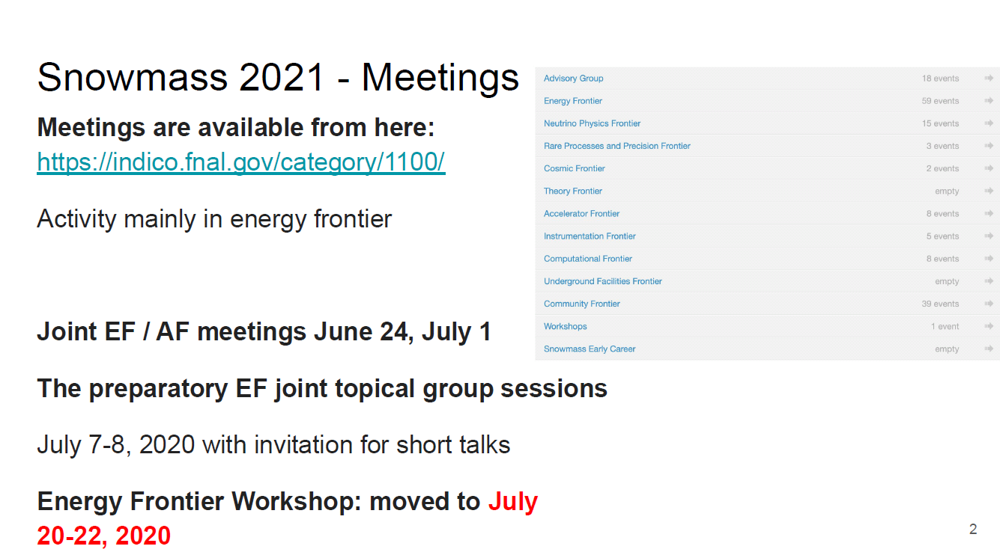 Snowmass 2021 - Meetings
Meetings are available from here:
https://indico.fnal.gov/category/1100/
Activity mainly in energy frontier
Joint EF / AF meetings June 24, July 1
The preparatory EF joint topical group sessions
July 7-8, 2020 with invitation for short talks
Energy Frontier Workshop: moved to July
20-22, 2020
Advisory Group 18 events
Energy Frontier 59 events
Neutrino Physics Frontier 15 events
Rare Processes and Precision Frontier 3 events
Cosmic Frontier 2 events
Theory Frontier empty
Accelerator Frontier 8 events
Instrumentation Frontier 5 events
Computational Frontier 8 events
Underground Facilities Frontier empty
Community Frontier 39 events
Workshops 1 event
Snowmass Early Career empty
2